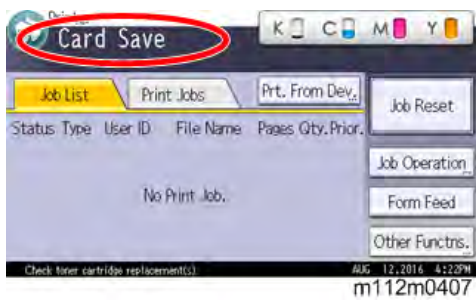 Card Save
K C M Y
Job List Print Jobs Prt. From Dev.
Job Reset
Status Type User ID File Name Pages Qty. Prior.
Job Operation
No Print Job.
Form Feed
Other Functns.
Check toner cartridge replacement(s).
AUG 12,2016 4:22PM
m112m0407